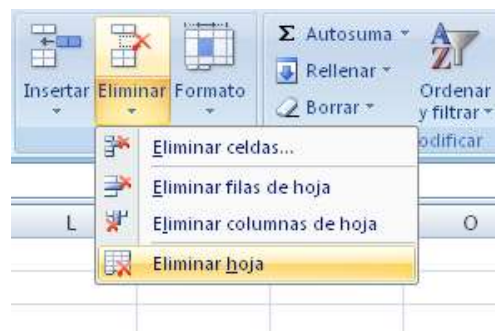 Insertar Eliminar Formato
Σ Autosuma
Rellenar
Borrar
Ordenar
y filtrar
odificar
Eliminar celdas...
Eliminar filas de hoja
Eliminar columnas de hoja
Eliminar hoja
L
O